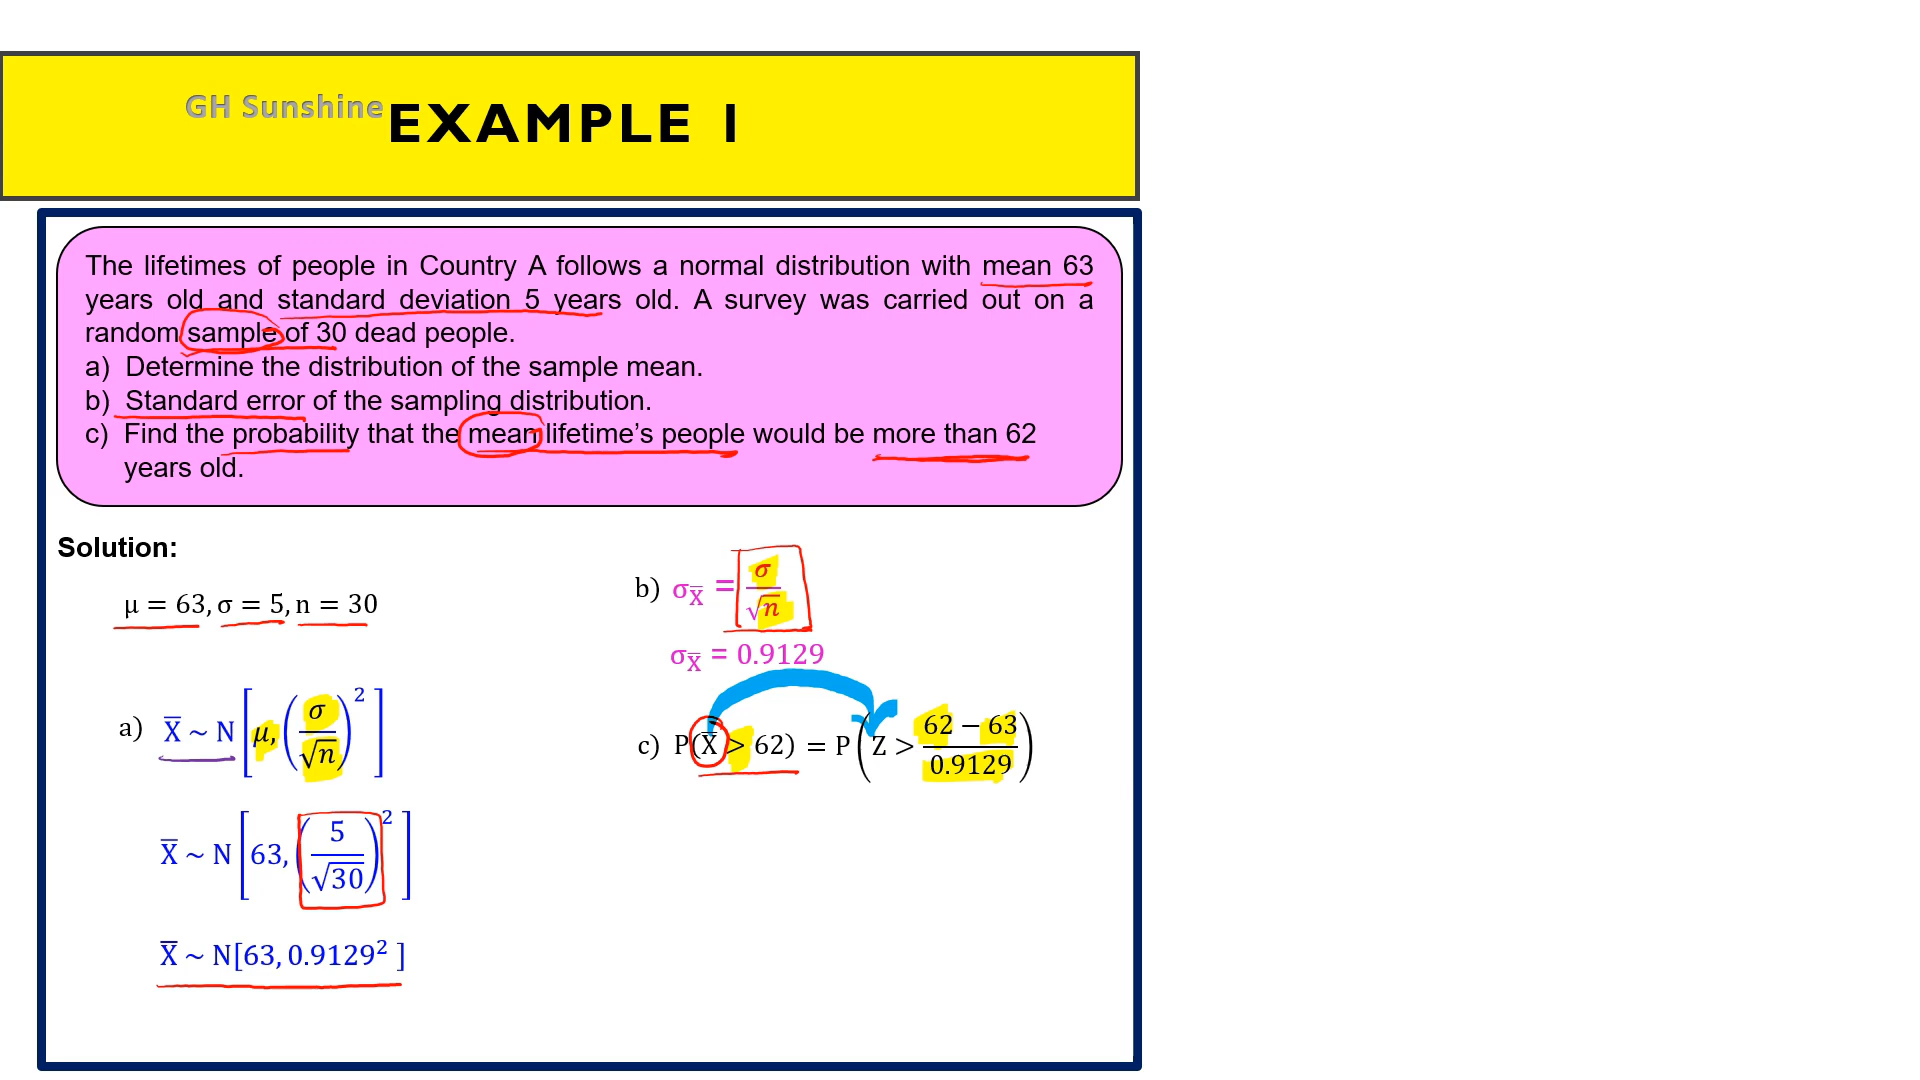 GH Sunshine
EXAMPLE 1
The lifetimes of people in Country A follows a normal distribution with mean 63
years old and standard deviation 5 years old. A survey was carried out on a
random sample of 30 dead people.
a) Determine the distribution of the sample mean.
b) Standard error of the sampling distribution.
c) Find the probability that the mean lifetime’s people would be more than 62
years old.
Solution:
μ = 63, σ = 5, n = 30
a) X̅ ~ N[μ, (σ/√n)²]
X̅ ~ N[63, (5/√30)²]
X̅ ~ N[63, 0.9129² ]
b) σX̅ = σ/√n
σX̅ = 0.9129
c) P(X̅ > 62) = P(Z > (62 − 63)/0.9129)